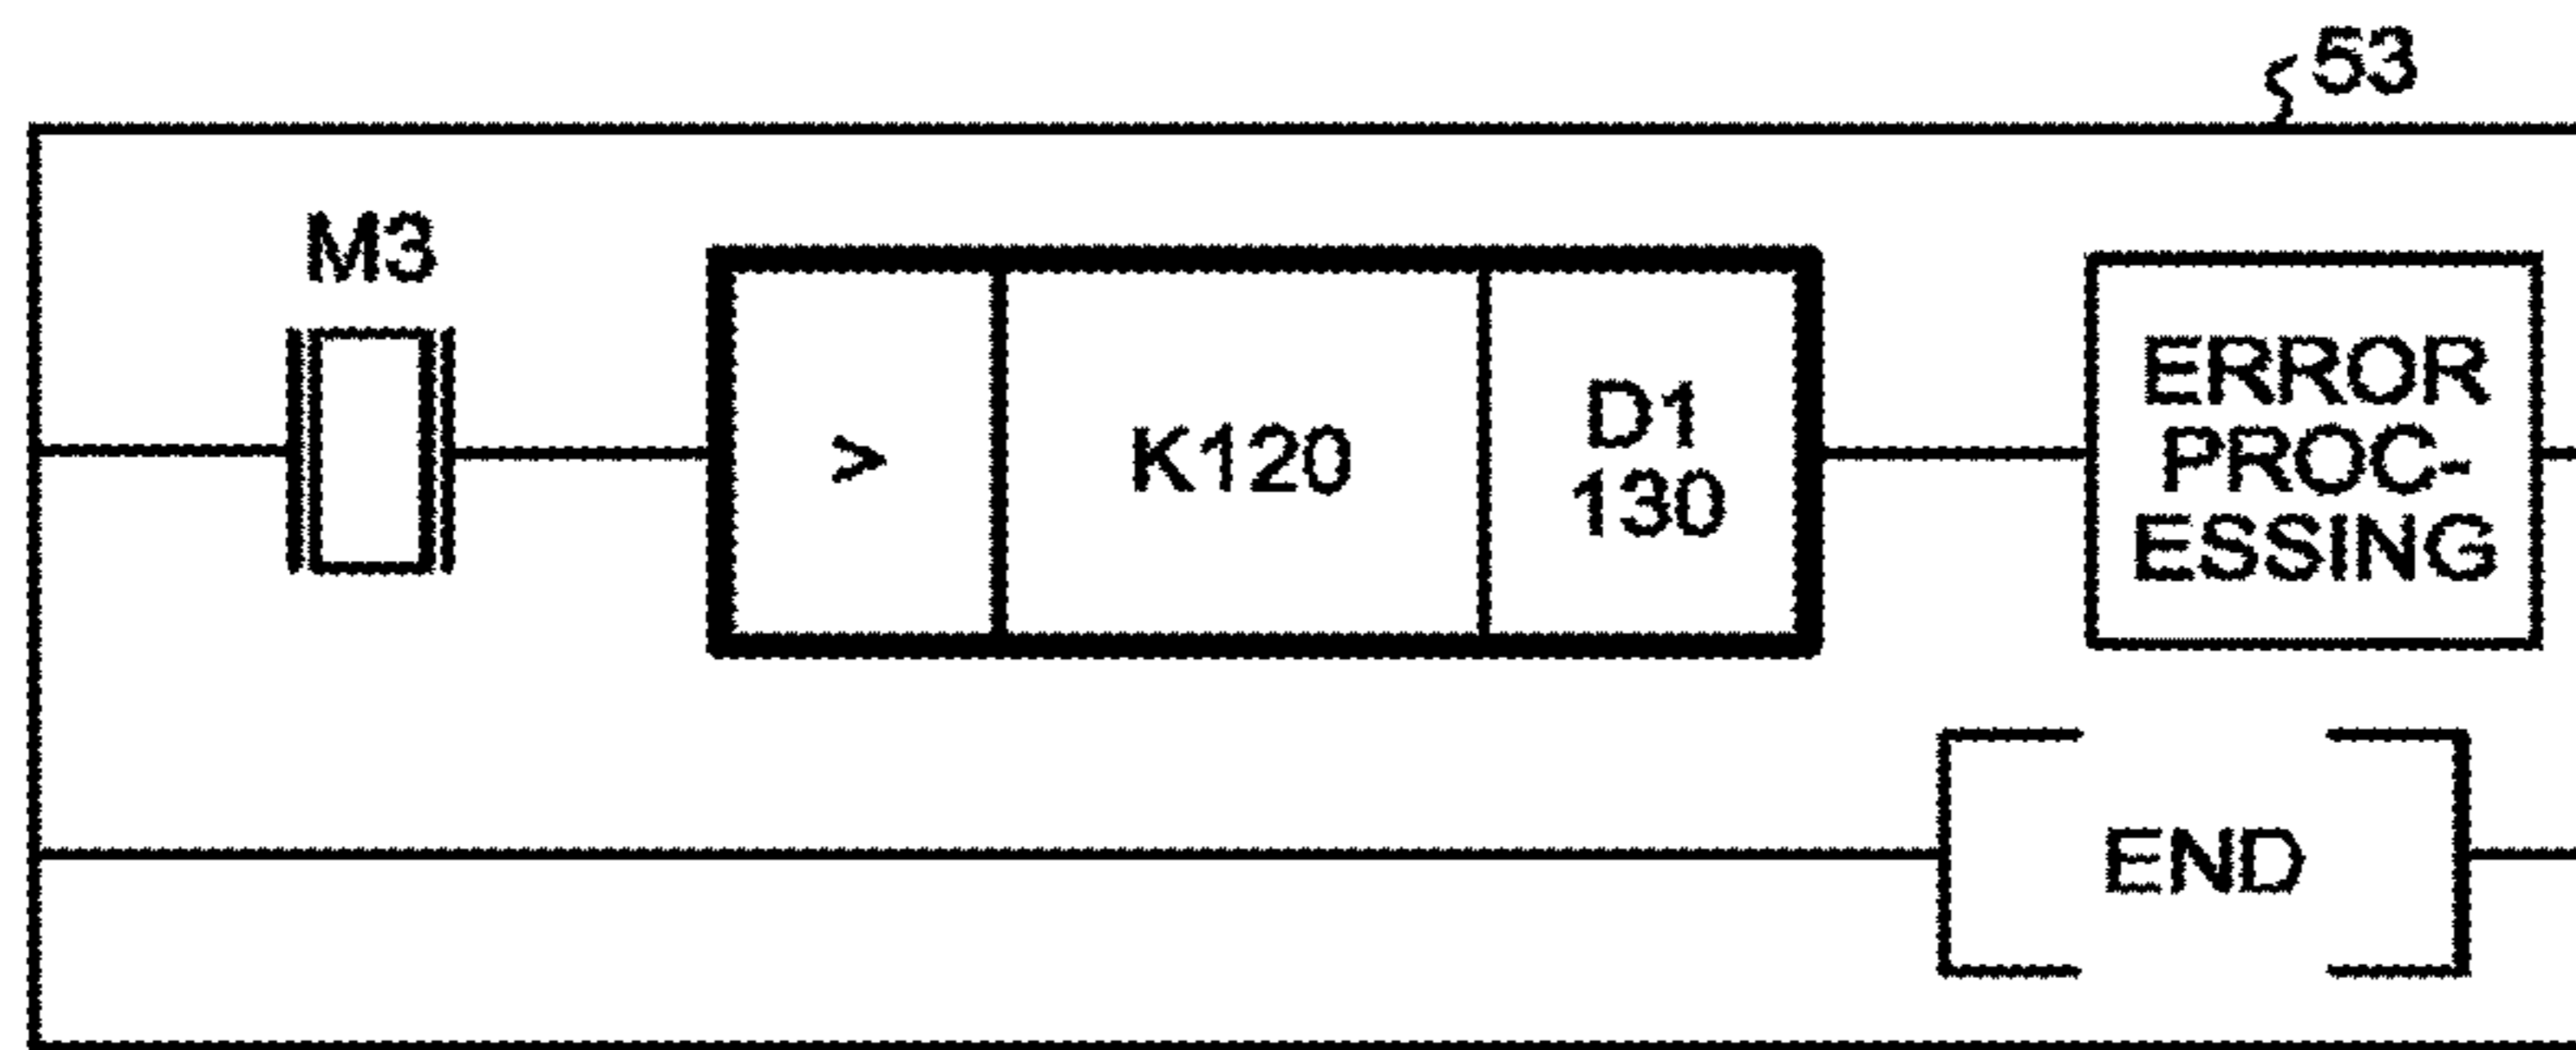 53
M3
>
K120
D1
130
ERROR
PROC-
ESSING
END